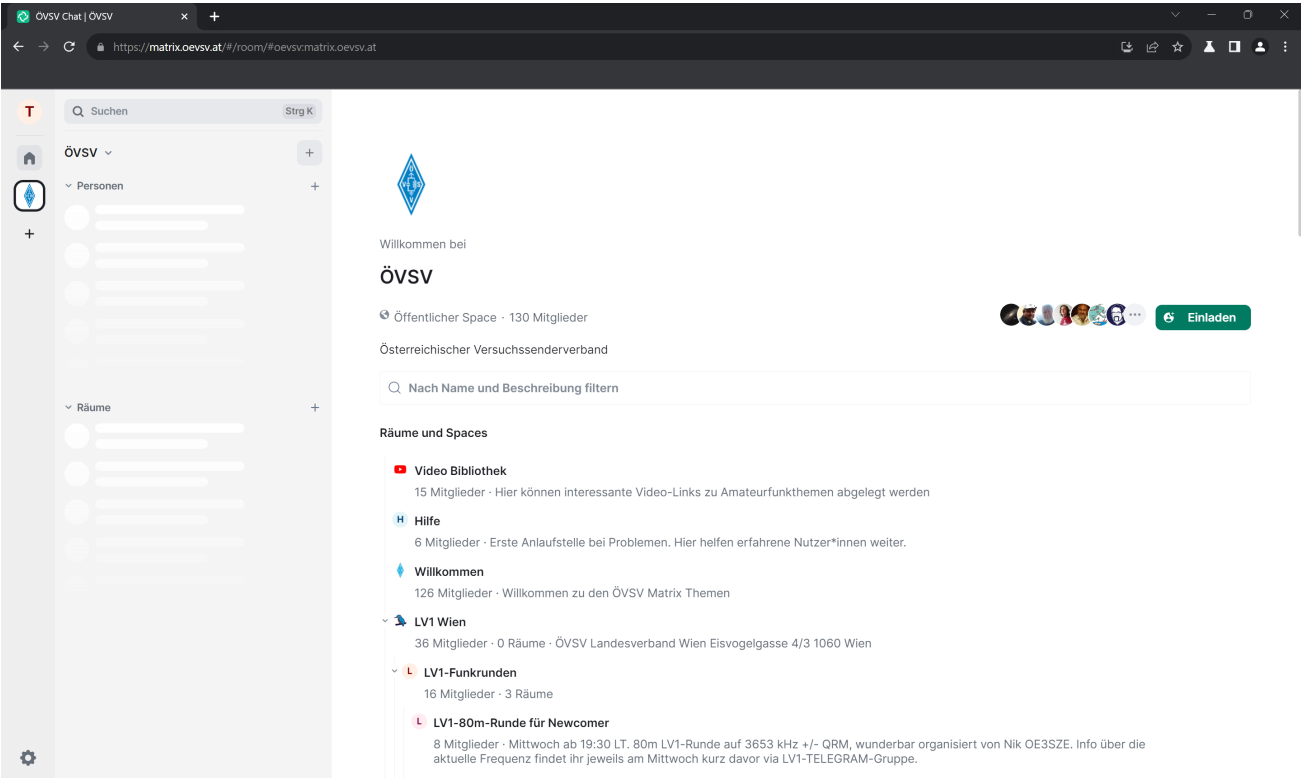 ÖVSV Chat | ÖVSV
https://matrix.oevsv.at/#/room/#oevsv:matrix.oevsv.at
T
Suchen
Strg K
ÖVSV
Personen
Räume
Willkommen bei
ÖVSV
Öffentlicher Space · 130 Mitglieder
Einladen
Österreichischer Versuchssenderverband
Nach Name und Beschreibung filtern
Räume und Spaces
Video Bibliothek
15 Mitglieder · Hier können interessante Video-Links zu Amateurfunkthemen abgelegt werden
H Hilfe
6 Mitglieder · Erste Anlaufstelle bei Problemen. Hier helfen erfahrene Nutzer*innen weiter.
Willkommen
126 Mitglieder · Willkommen zu den ÖVSV Matrix Themen
LV1 Wien
36 Mitglieder · 0 Räume · ÖVSV Landesverband Wien Eisvogelgasse 4/3 1060 Wien
L LV1-Funkrunden
16 Mitglieder · 3 Räume
L LV1-80m-Runde für Newcomer
8 Mitglieder · Mittwoch ab 19:30 LT. 80m LV1-Runde auf 3653 kHz +/- QRM, wunderbar organisiert von Nik OE3SZE. Info über die
aktuelle Frequenz findet ihr jeweils am Mittwoch kurz davor via LV1-TELEGRAM-Gruppe.